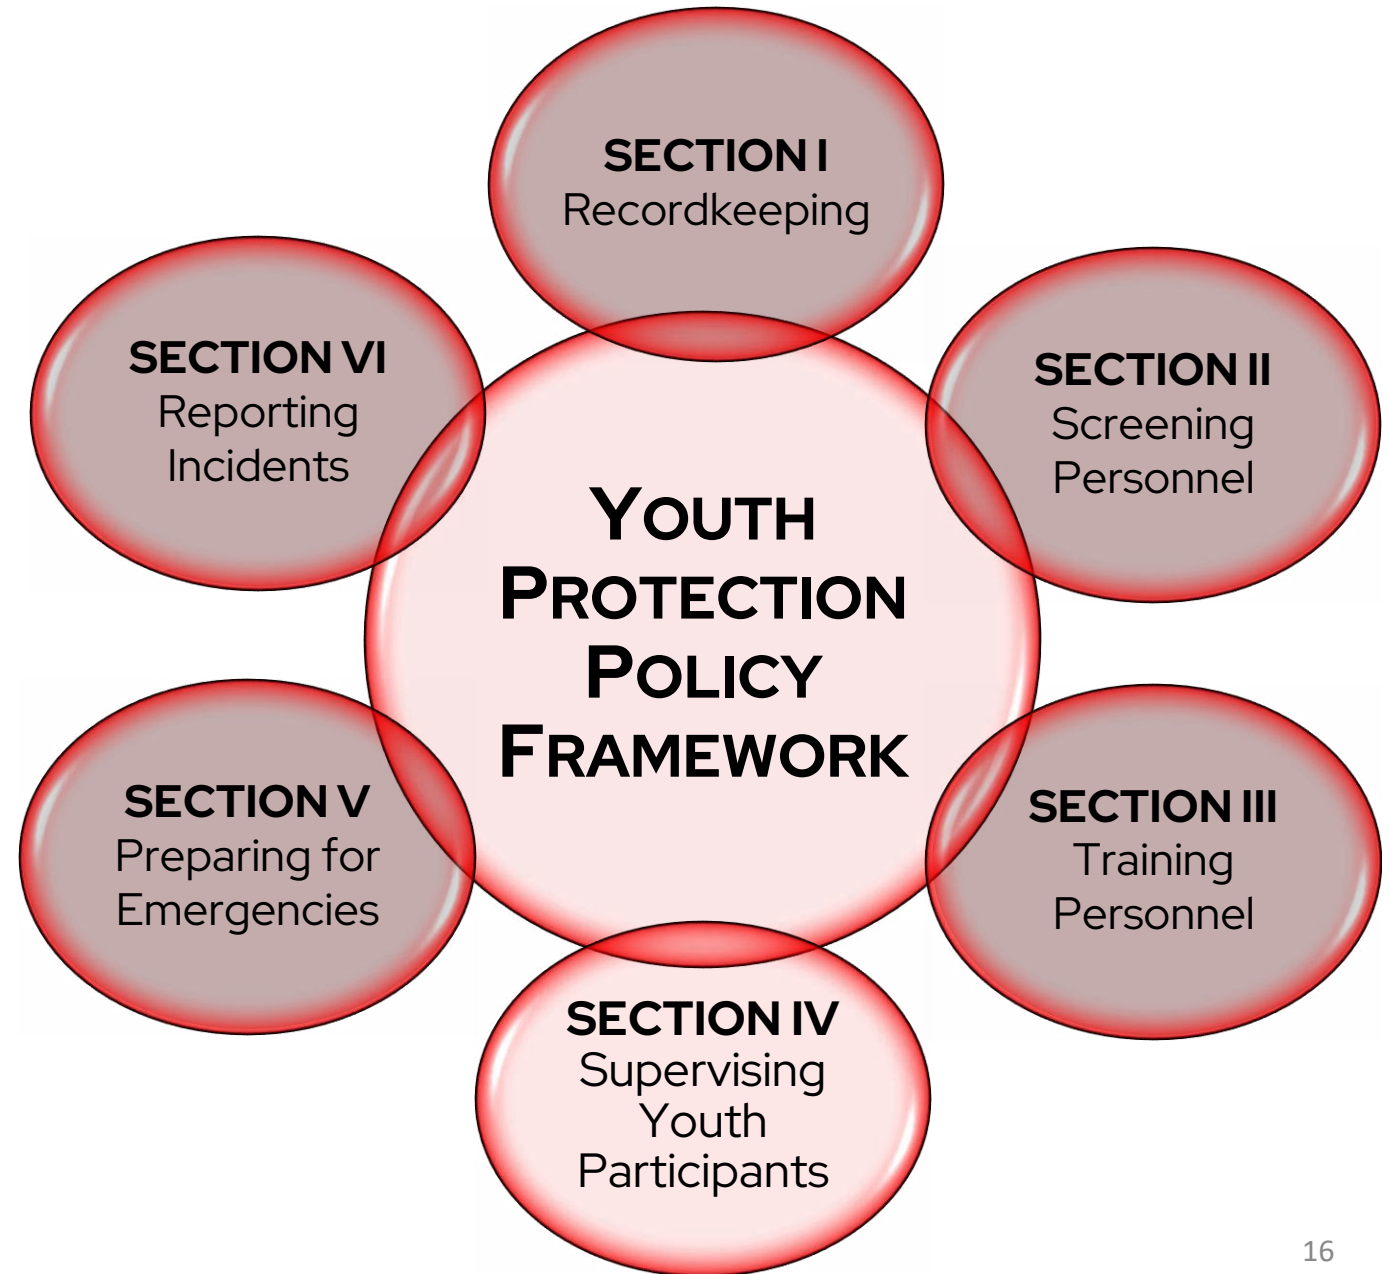 SECTION I
Recordkeeping
SECTION II
Screening
Personnel
SECTION III
Training
Personnel
SECTION IV
Supervising
Youth
Participants
SECTION V
Preparing for
Emergencies
SECTION VI
Reporting
Incidents
YOUTH
PROTECTION
POLICY
FRAMEWORK
16